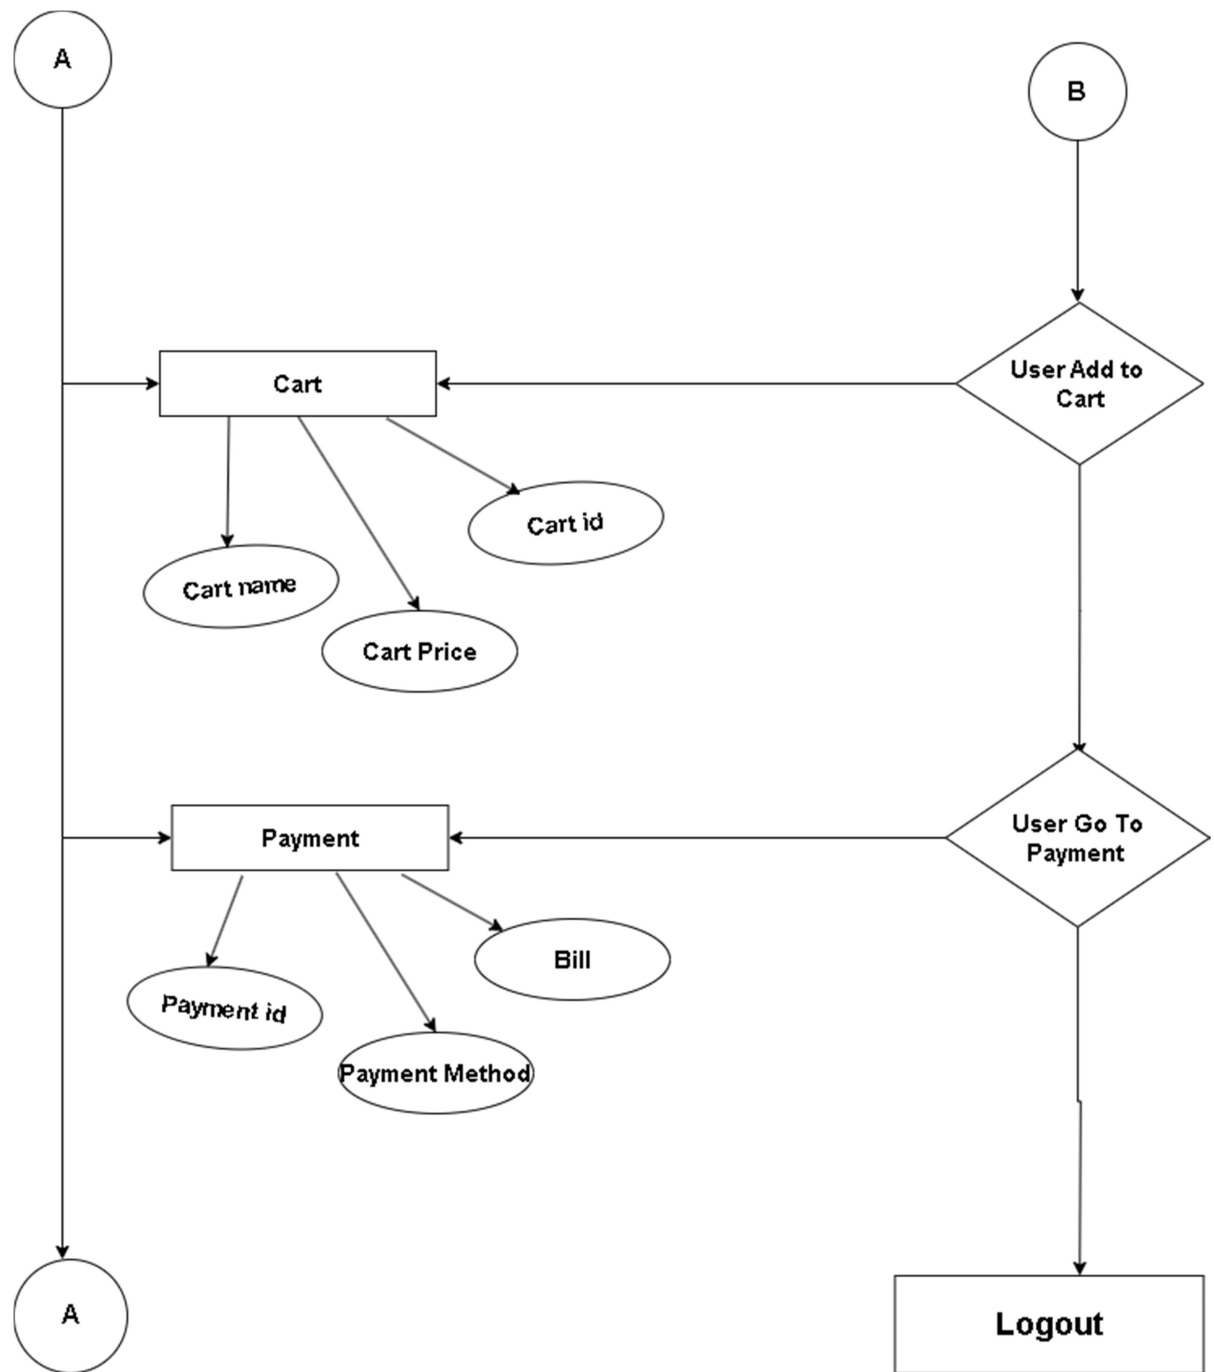 A
B
User Add to
Cart
Cart
Cart id
Cart name
Cart Price
User Go To
Payment
Payment
Bill
Payment id
Payment Method
A
Logout